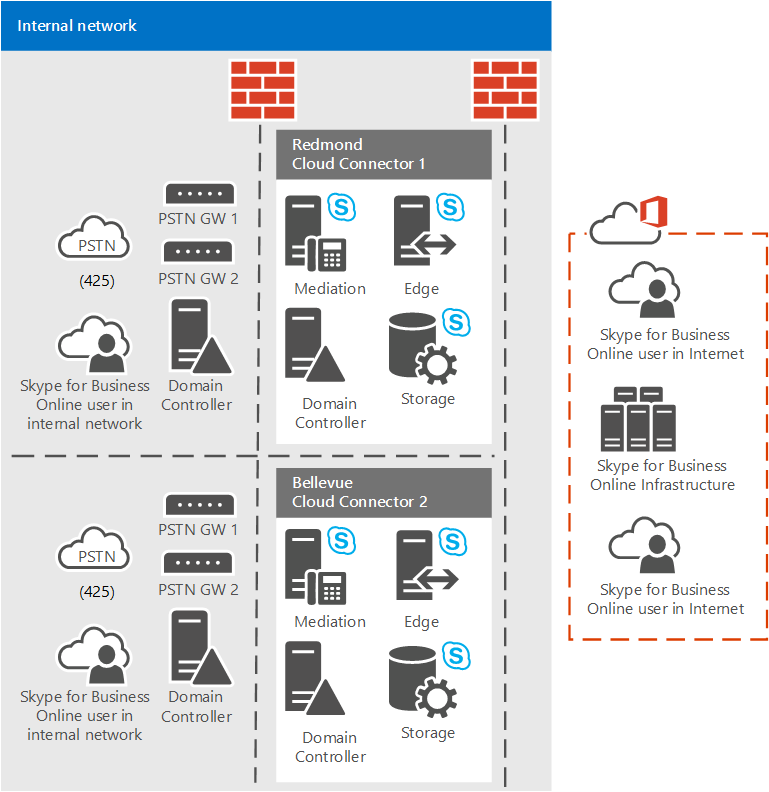 Internal network
Redmond
Cloud Connector 1
PSTN GW 1
PSTN
(425)
PSTN GW 2
Skype for Business
Online user in
internal network
Domain
Controller
S
Mediation
S
Edge
Domain
Controller
S
Storage
Bellevue
Cloud Connector 2
PSTN GW 1
PSTN
(425)
PSTN GW 2
Skype for Business
Online user in
internal network
Domain
Controller
S
Mediation
S
Edge
Domain
Controller
S
Storage
Skype for Business
Online user in Internet
Skype for Business
Online Infrastructure
Skype for Business
Online user in Internet